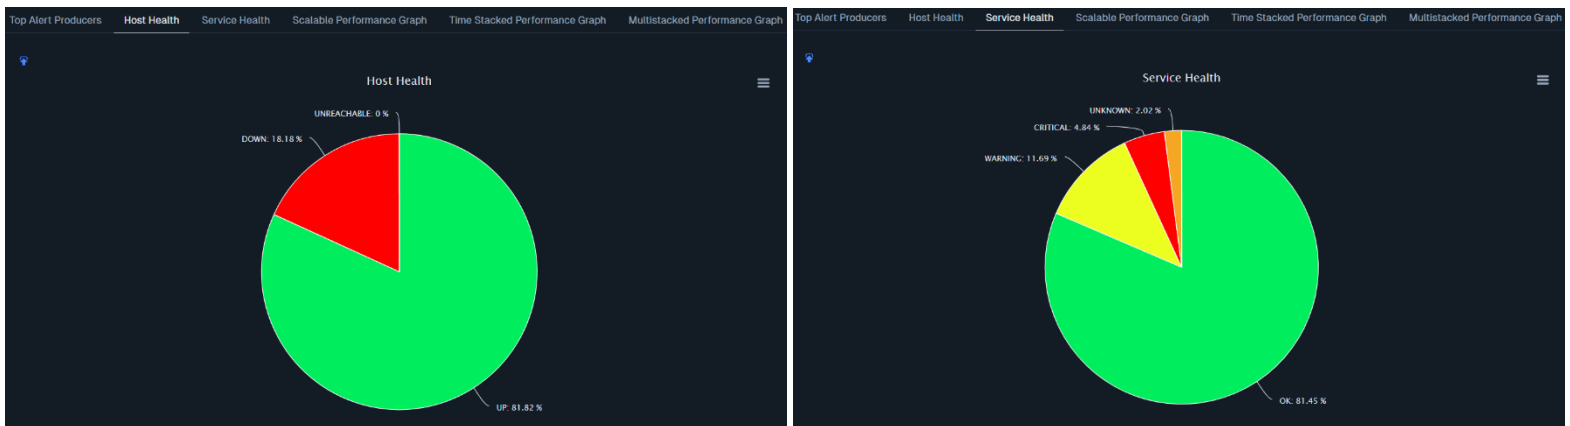 Top Alert Producers Host Health Service Health Scalable Performance Graph Time Stacked Performance Graph Multistacked Performance Graph
Host Health
UNREACHABLE: 0 %
DOWN: 18.18 %
UP: 81.82 %
Top Alert Producers Host Health Service Health Scalable Performance Graph Time Stacked Performance Graph Multistacked Performance Graph
Service Health
UNKNOWN: 2.02 %
CRITICAL: 4.84 %
WARNING: 11.69 %
OK: 81.45 %